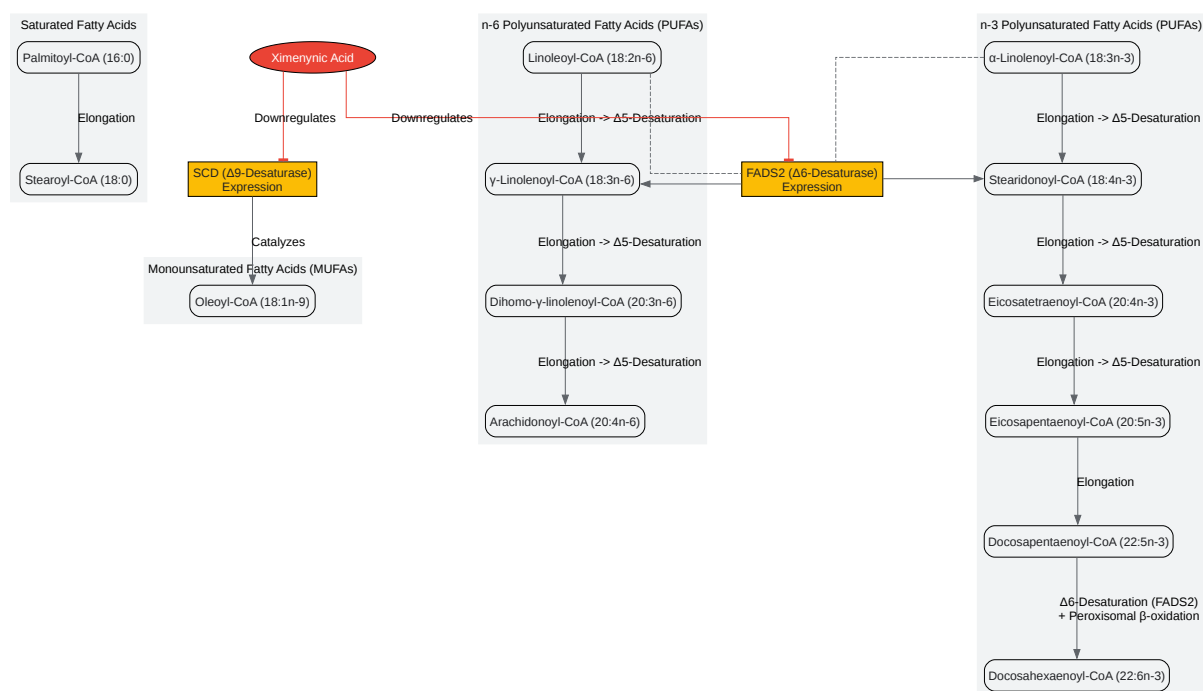 Saturated Fatty Acids
Palmitoyl-CoA (16:0)
Elongation
Stearoyl-CoA (18:0)
Ximenynic Acid
Downregulates
Downregulates
SCD (Δ9-Desaturase)
Expression
Catalyzes
Monounsaturated Fatty Acids (MUFAs)
Oleoyl-CoA (18:1n-9)
n-6 Polyunsaturated Fatty Acids (PUFAs)
Linoleoyl-CoA (18:2n-6)
Elongation -> Δ5-Desaturation
γ-Linolenoyl-CoA (18:3n-6)
Elongation -> Δ5-Desaturation
Dihomo-γ-linolenoyl-CoA (20:3n-6)
Elongation -> Δ5-Desaturation
Arachidonoyl-CoA (20:4n-6)
FADS2 (Δ6-Desaturase)
Expression
n-3 Polyunsaturated Fatty Acids (PUFAs)
α-Linolenoyl-CoA (18:3n-3)
Elongation -> Δ5-Desaturation
Stearidonoyl-CoA (18:4n-3)
Elongation -> Δ5-Desaturation
Eicosatetraenoyl-CoA (20:4n-3)
Elongation -> Δ5-Desaturation
Eicosapentaenoyl-CoA (20:5n-3)
Elongation
Docosapentaenoyl-CoA (22:5n-3)
Δ6-Desaturation (FADS2)
+ Peroxisomal β-oxidation
Docosahexaenoyl-CoA (22:6n-3)